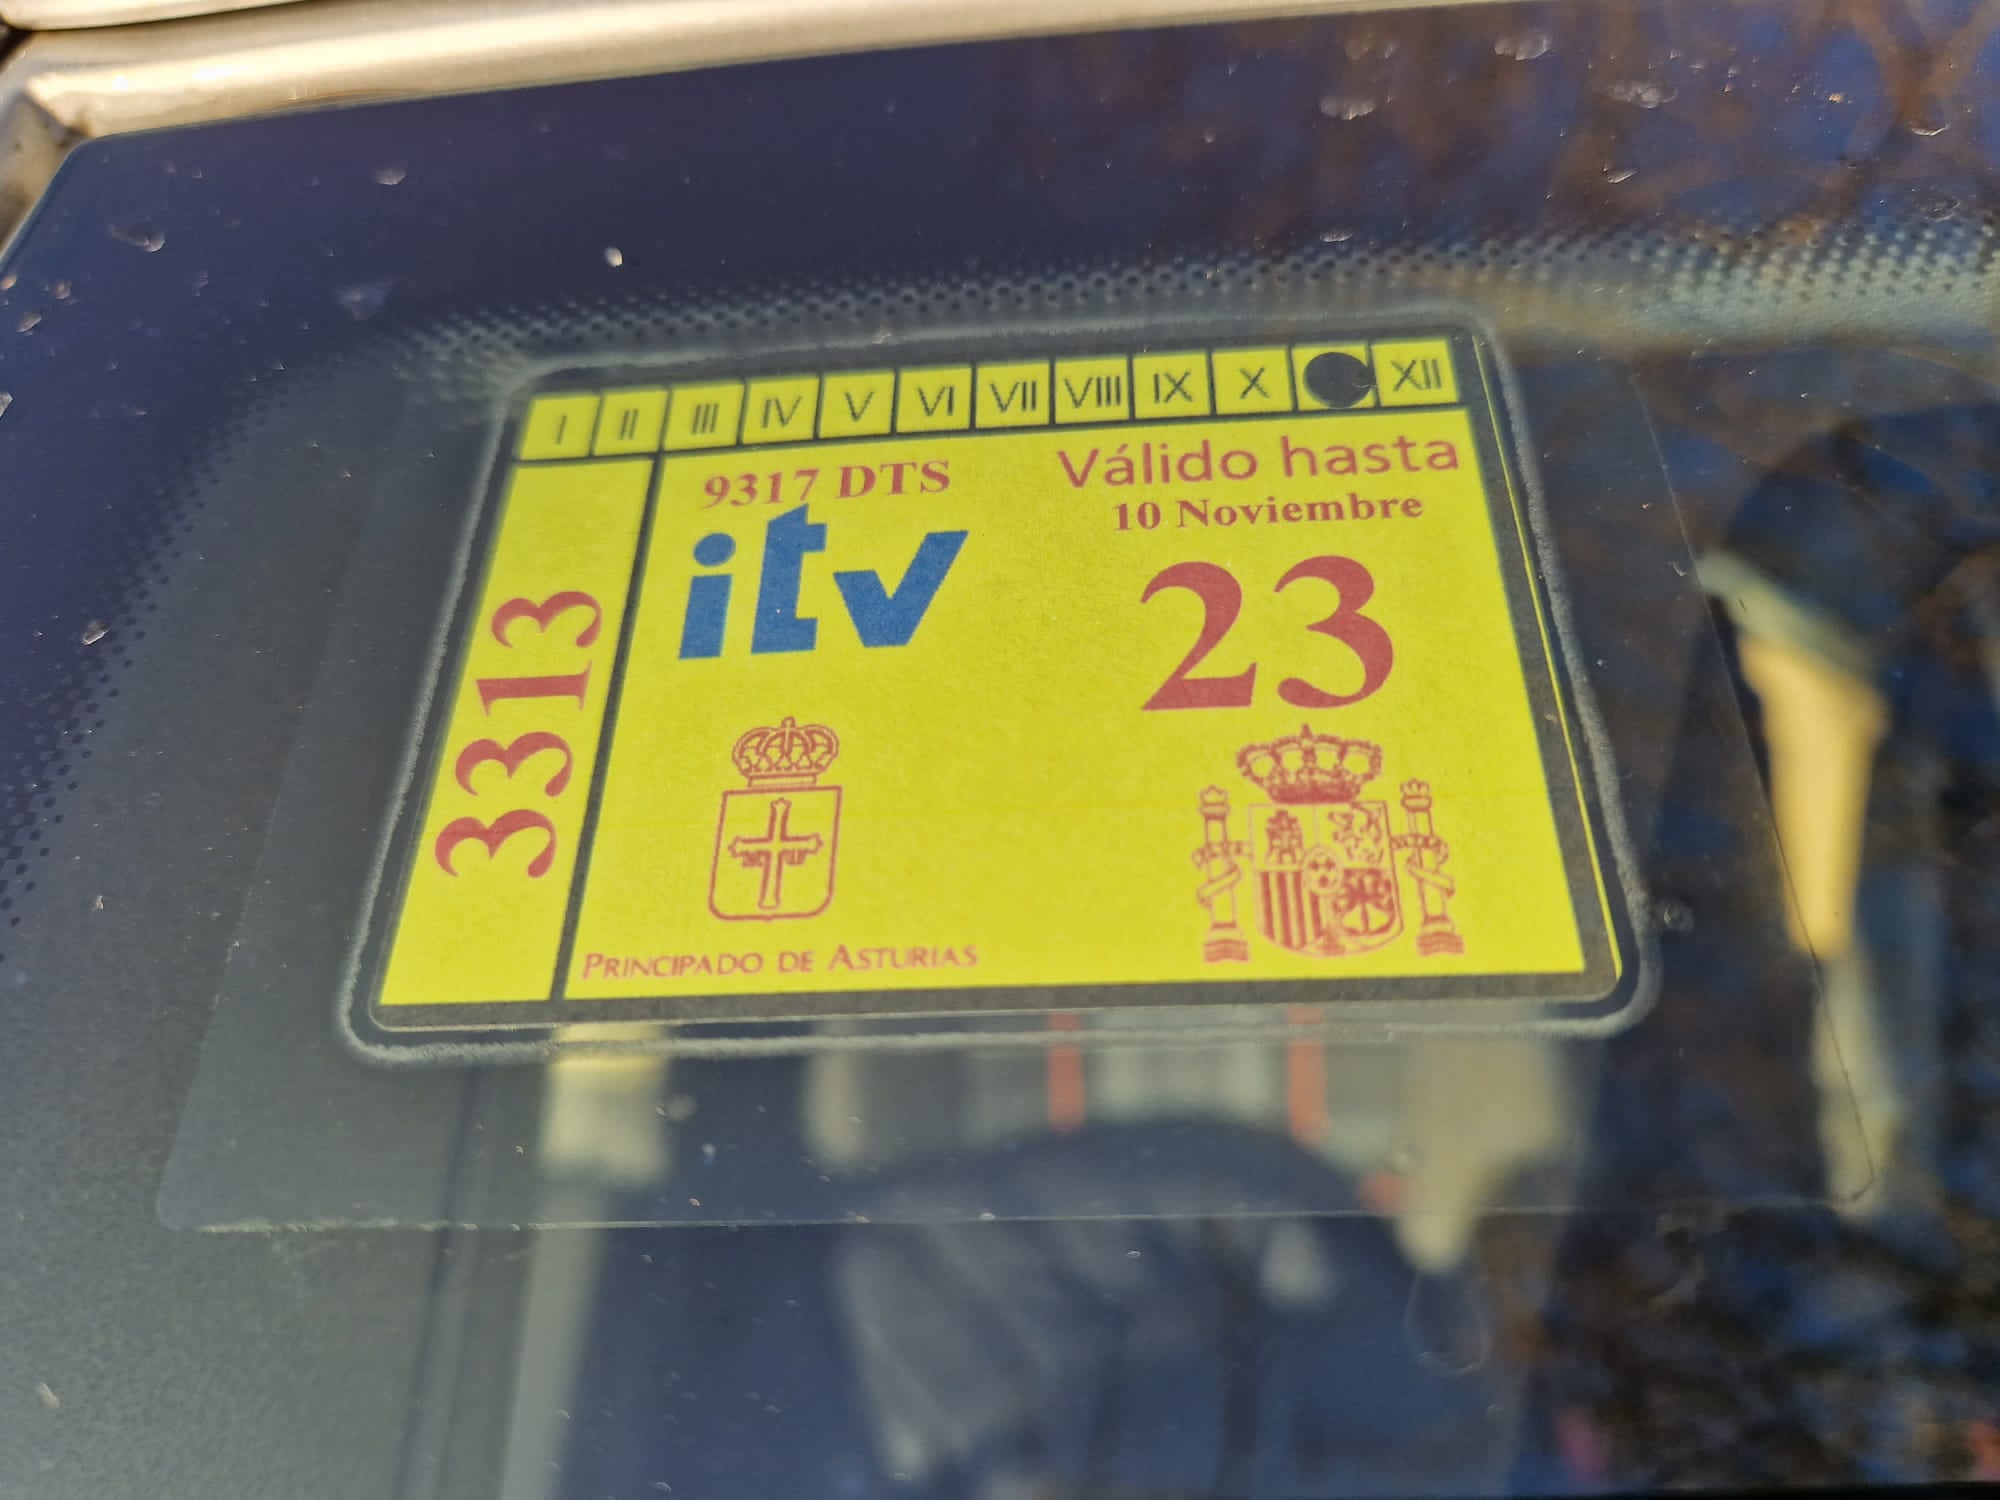 I II III IV V VI VII VIII IX X XII
3313
9317 DTS
itv
Válido hasta
10 Noviembre
23
PRINCIPADO DE ASTURIAS